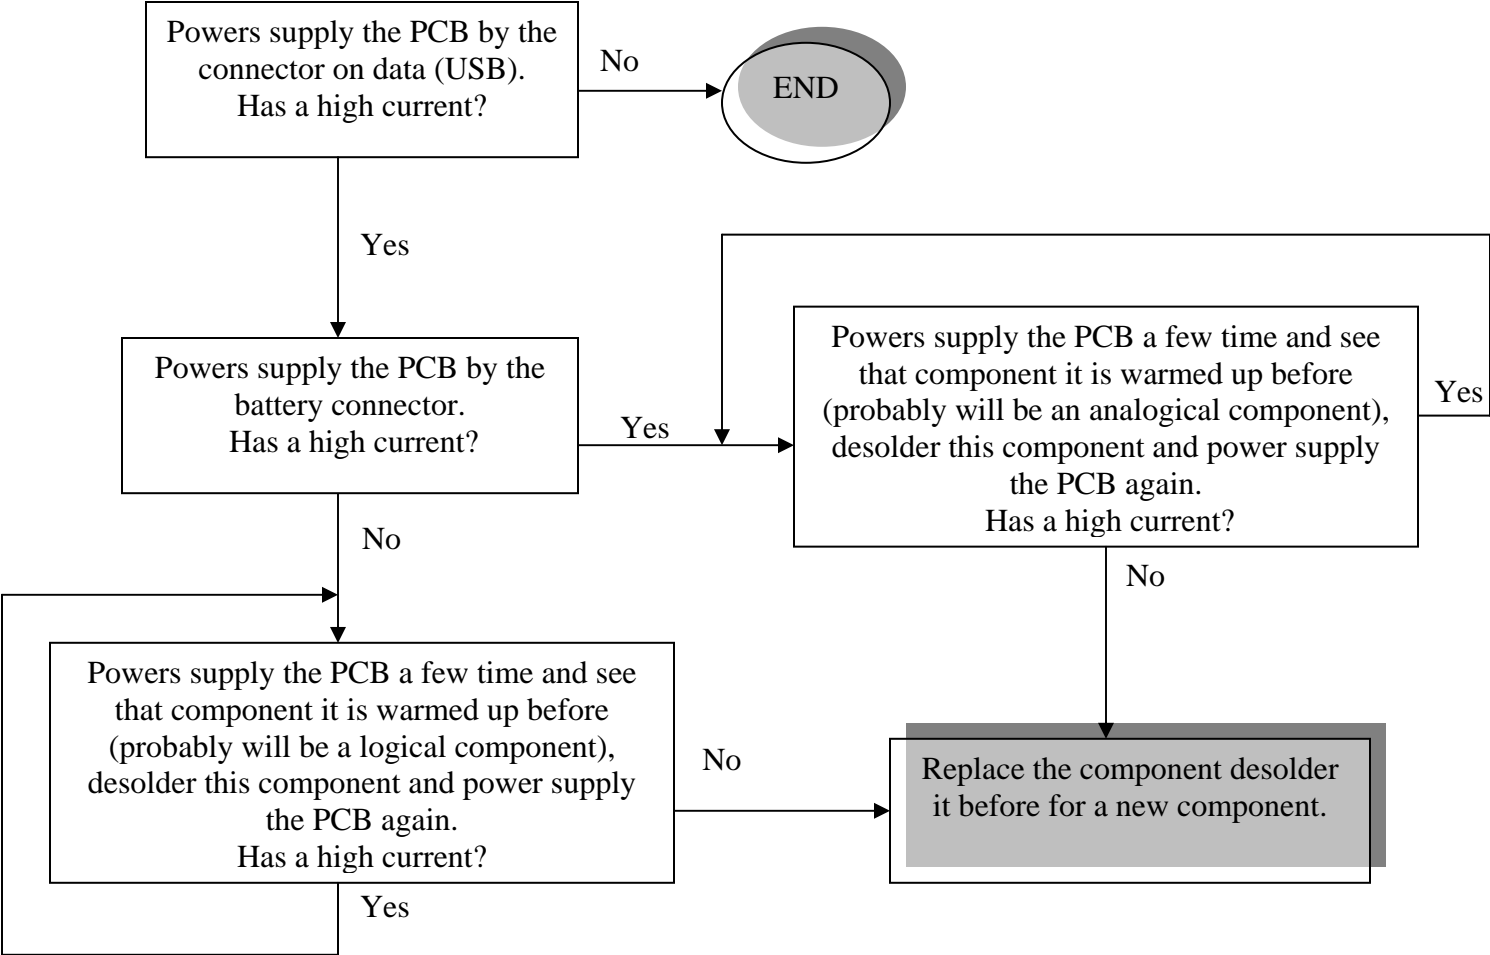 Powers supply the PCB by the
connector on data (USB).
Has a high current?
No
END
Yes
Powers supply the PCB by the
battery connector.
Has a high current?
Yes
Powers supply the PCB a few time and see
that component it is warmed up before
(probably will be an analogical component),
desolder this component and power supply
the PCB again.
Has a high current?
Yes
No
No
Powers supply the PCB a few time and see
that component it is warmed up before
(probably will be a logical component),
desolder this component and power supply
the PCB again.
Has a high current?
No
Replace the component desolder
it before for a new component.
Yes